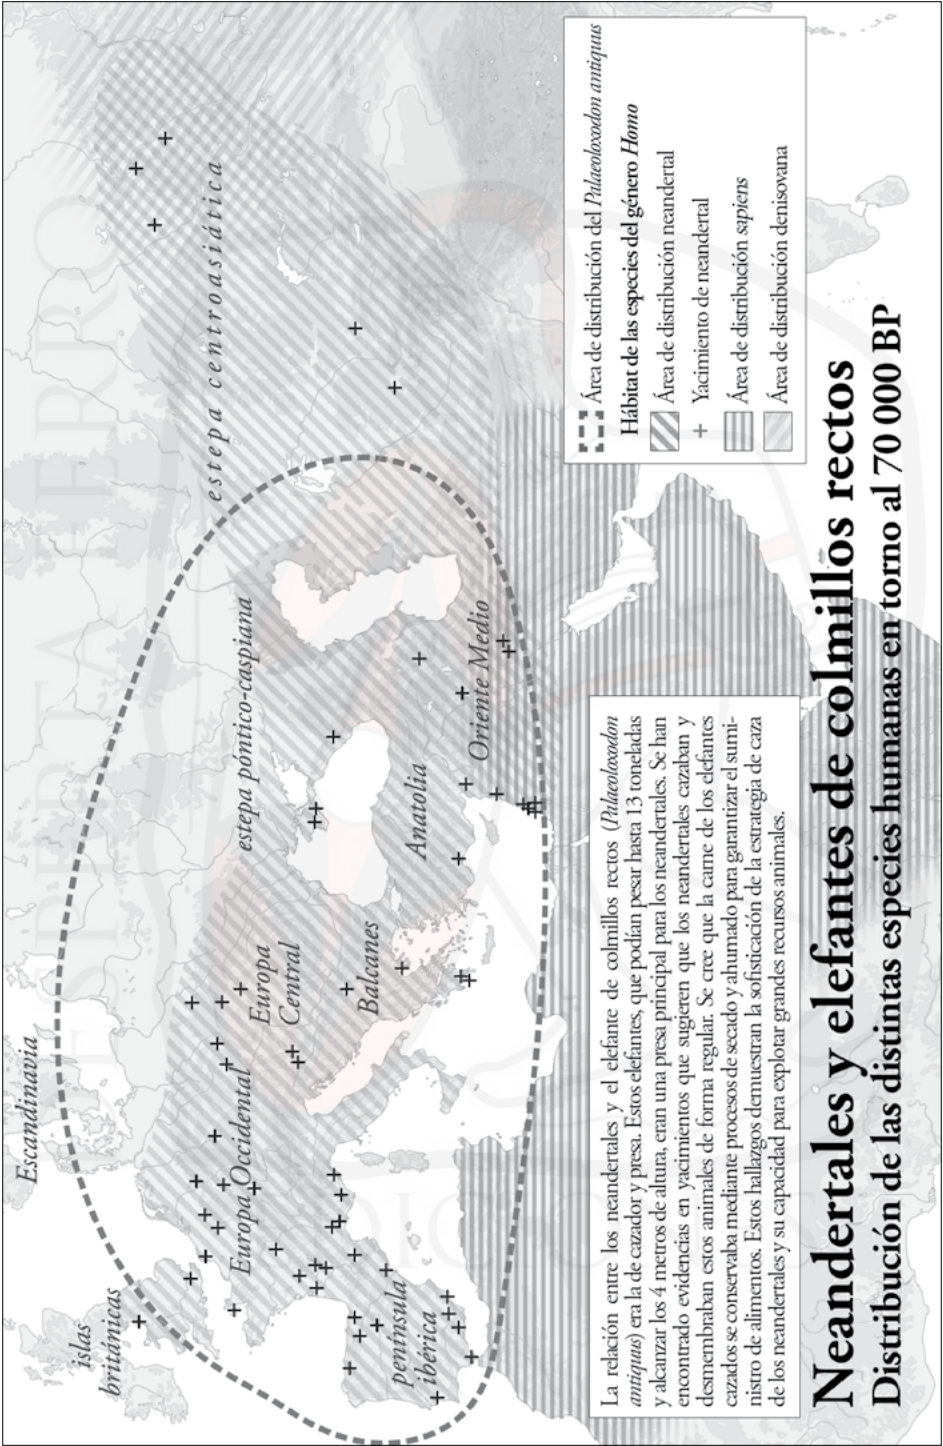 Escandinavia
islas
británicas
Europa Occidental
Europa
Central
estepa póntico-caspiana
estepa centroasiática
península
ibérica
Balcanes
Anatolia
Oriente Medio
La relación entre los neandertales y el elefante de colmillos rectos (Palaeoloxodon
antiquus) era la de cazador y presa. Estos elefantes, que podían pesar hasta 13 toneladas
y alcanzar los 4 metros de altura, eran una presa principal para los neandertales. Se han
encontrado evidencias en yacimientos que sugieren que los neandertales cazaban y
desmembraban estos animales de forma regular. Se cree que la carne de los elefantes
cazados se conservaba mediante procesos de secado y ahumado para garantizar el sumi-
nistro de alimentos. Estos hallazgos demuestran la sofisticación de la estrategia de caza
de los neandertales y su capacidad para explotar grandes recursos animales.
Área de distribución del Palaeoloxodon antiquus
Hábitat de las especies del género Homo
Área de distribución neandertal
Yacimiento de neandertal
Área de distribución sapiens
Área de distribución denisovana
Neandertales y elefantes de colmillos rectos
Distribución de las distintas especies humanas en torno al 70 000 BP
DESPERTA FERRO
EDICIONES